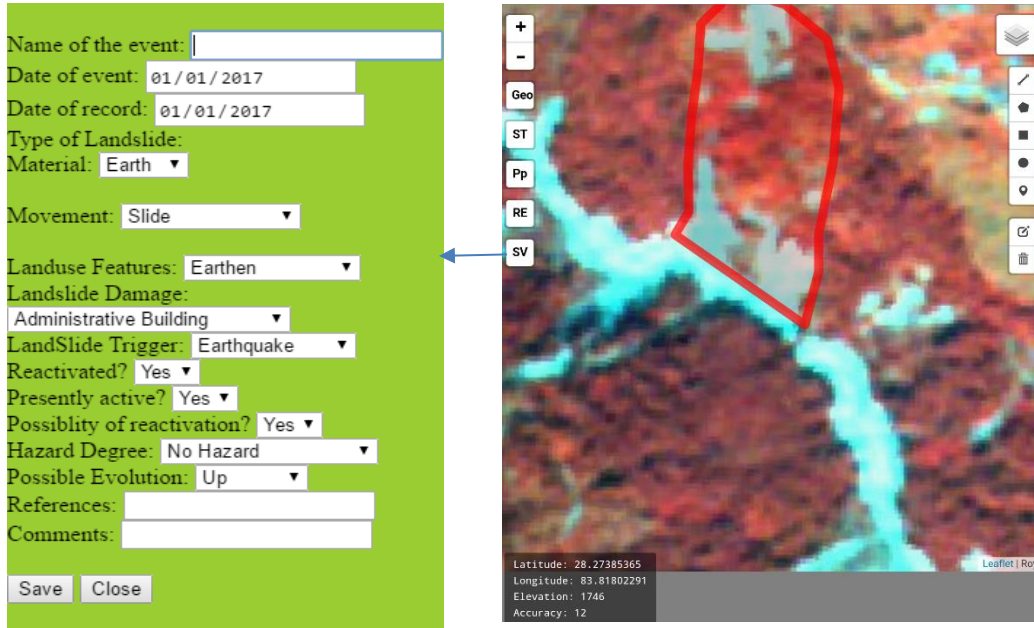 Name of the event:
Date of event: 01/01/2017
Date of record: 01/01/2017
Type of Landslide:
Material: Earth
Movement: Slide
Landuse Features: Earthen
Landslide Damage:
Administrative Building
LandSlide Trigger: Earthquake
Reactivated? Yes
Presently active? Yes
Possiblity of reactivation? Yes
Hazard Degree: No Hazard
Possible Evolution: Up
References:
Comments:
Save Close
+
−
Geo
ST
Pp
RE
SV
Latitude: 28.27385365
Longitude: 83.81802291
Elevation: 1746
Accuracy: 12
Leaflet | Ro